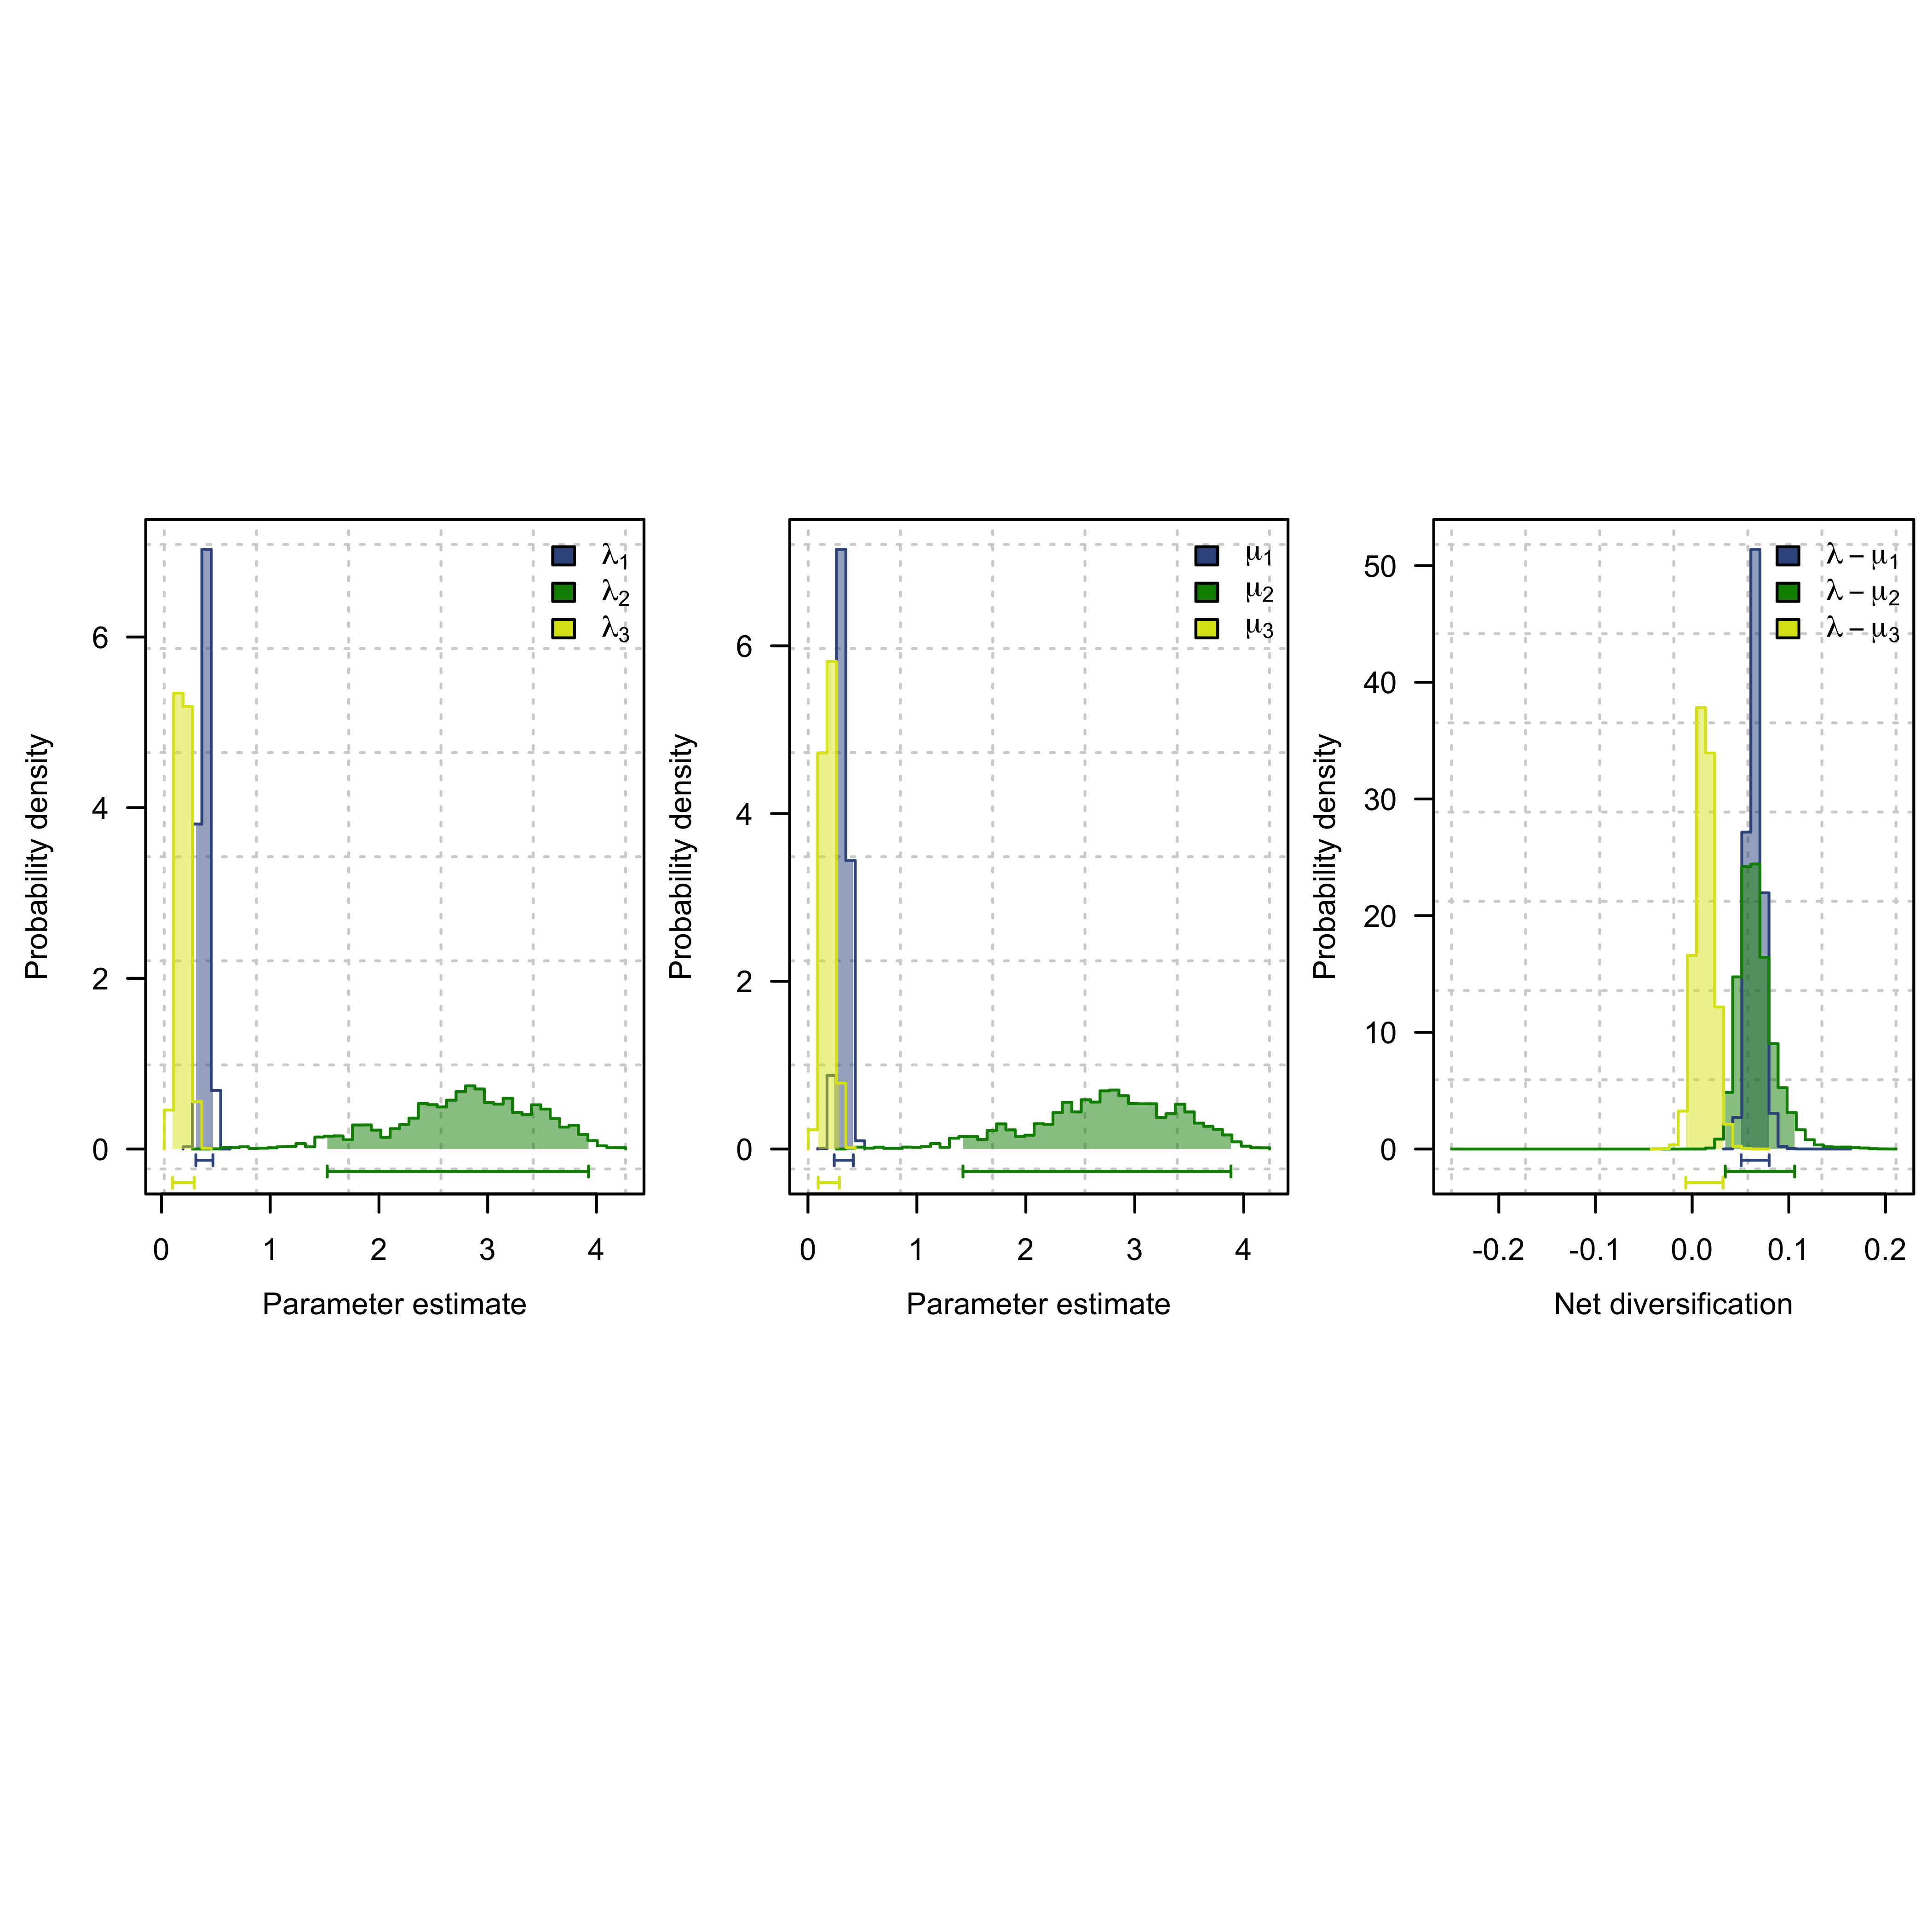 Probability density
6
4
2
0
0 1 2 3 4
Parameter estimate
λ1
λ2
λ3
Probability density
6
4
2
0
0 1 2 3 4
Parameter estimate
μ1
μ2
μ3
Probability density
50
40
30
20
10
0
-0.2 -0.1 0.0 0.1 0.2
Net diversification
λ − μ1
λ − μ2
λ − μ3